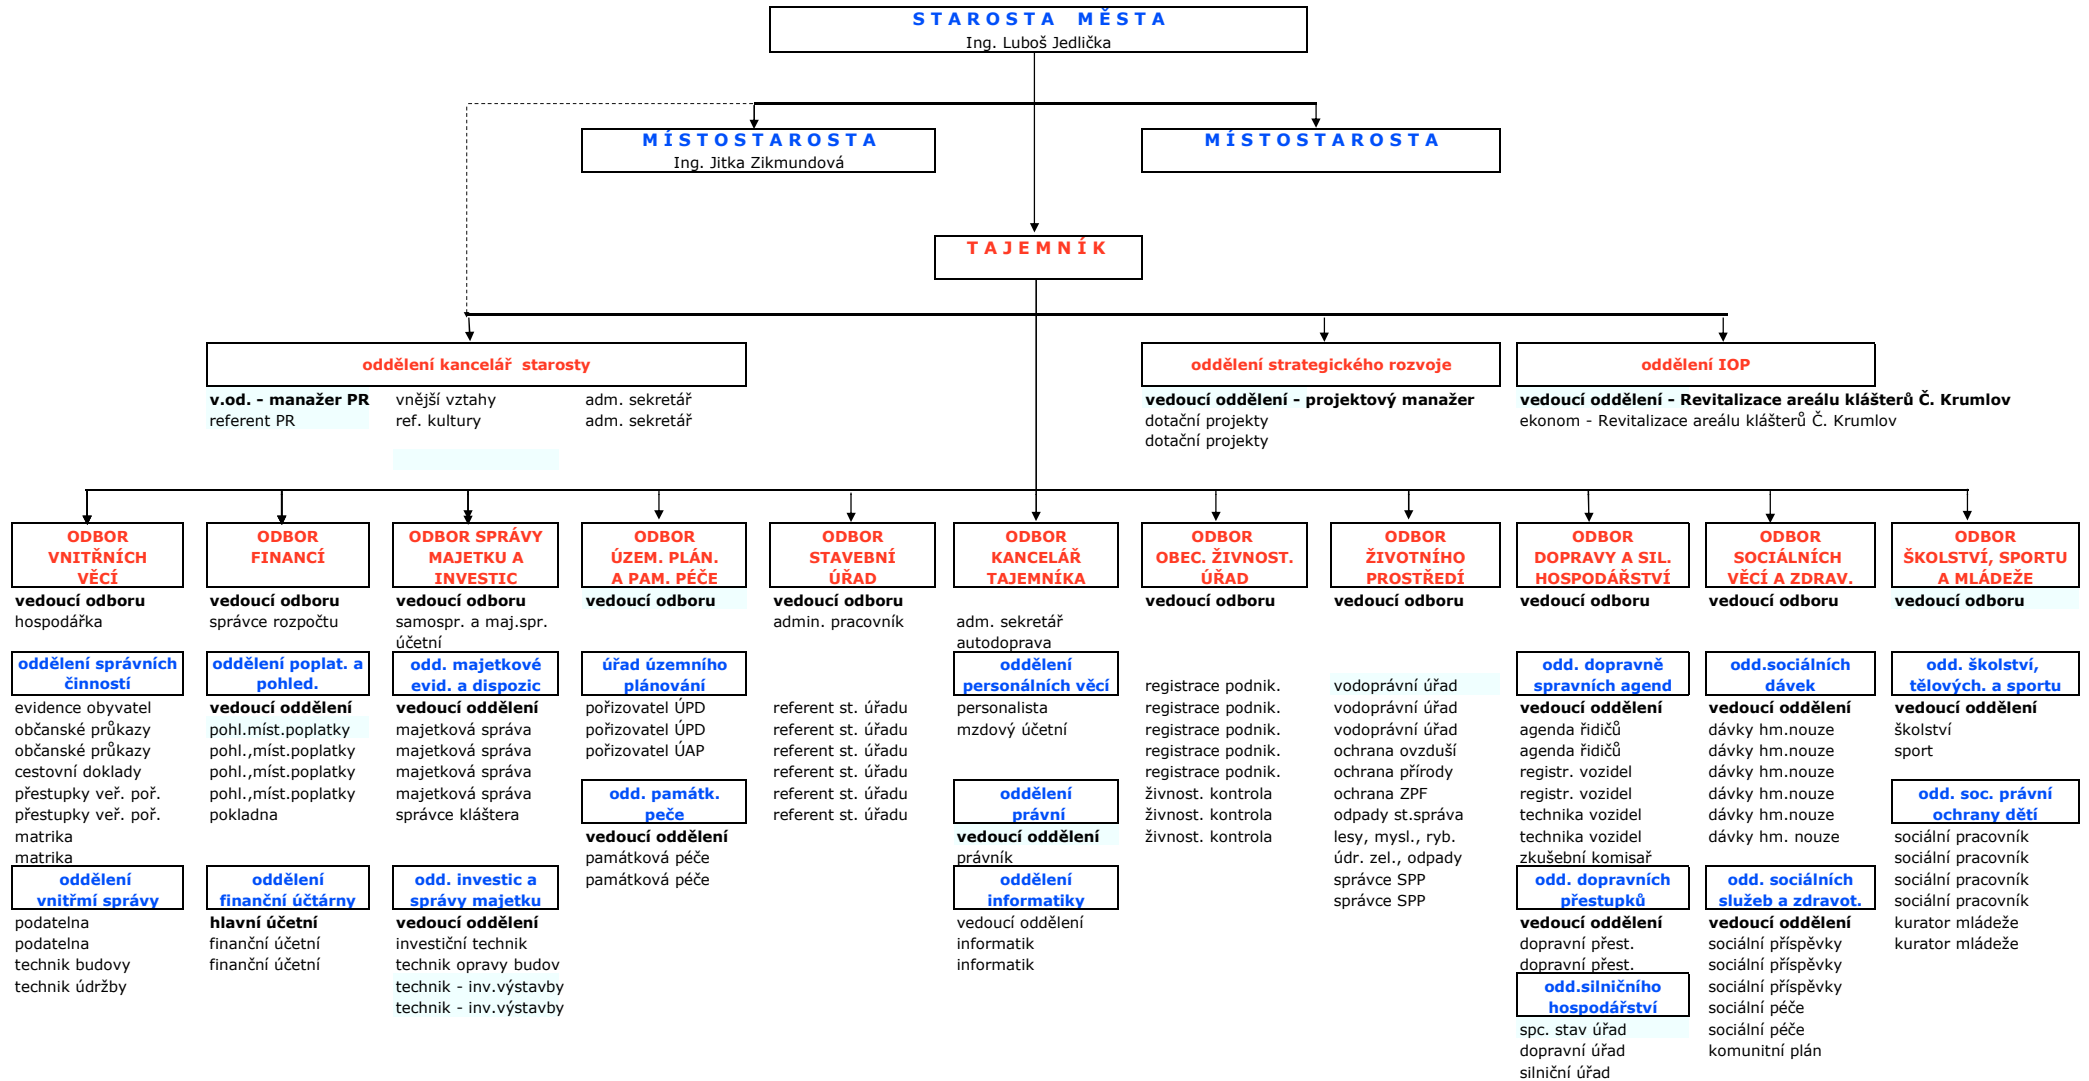 STAROSTA MĚSTA
Ing. Luboš Jedlička
MÍSTOSTAROSTA
Ing. Jitka Zikmundová
MÍSTOSTAROSTA
TAJEMNÍK
oddělení kancelář starosty
v.od. - manažer PR
referent PR
vnější vztahy
ref. kultury
adm. sekretář
adm. sekretář
oddělení strategického rozvoje
vedoucí oddělení - projektový manažer
dotační projekty
dotační projekty
oddělení IOP
vedoucí oddělení - Revitalizace areálu klášterů Č. Krumlov
ekonom - Revitalizace areálu klášterů Č. Krumlov
ODBOR
VNITŘNÍCH
VĚCÍ
vedoucí odboru
hospodářka
oddělení správních
činností
evidence obyvatel
občanské průkazy
občanské průkazy
cestovní doklady
přestupky veř. poř.
přestupky veř. poř.
matrika
matrika
oddělení
vnitřmí správy
podatelna
podatelna
technik budovy
technik údržby
ODBOR
FINANCÍ
vedoucí odboru
správce rozpočtu
oddělení poplat. a
pohled.
vedoucí oddělení
pohl.míst.poplatky
pohl.,míst.poplatky
pohl.,míst.poplatky
pohl.,míst.poplatky
pokladna
oddělení
finanční účtárny
hlavní účetní
finanční účetní
finanční účetní
ODBOR SPRÁVY
MAJETKU A
INVESTIC
vedoucí odboru
samospr. a maj.spr.
účetní
odd. majetkové
evid. a dispozic
vedoucí oddělení
majetková správa
majetková správa
majetková správa
majetková správa
správce kláštera
odd. investic a
správy majetku
vedoucí oddělení
investiční technik
technik opravy budov
technik - inv.výstavby
technik - inv.výstavby
ODBOR
ÚZEM. PLÁN.
A PAM. PÉČE
vedoucí odboru
úřad územního
plánování
pořizovatel ÚPD
pořizovatel ÚPD
pořizovatel ÚAP
odd. památk.
peče
vedoucí oddělení
památková péče
památková péče
ODBOR
STAVEBNÍ
ÚŘAD
vedoucí odboru
admin. pracovník
referent st. úřadu
referent st. úřadu
referent st. úřadu
referent st. úřadu
referent st. úřadu
referent st. úřadu
ODBOR
KANCELÁŘ
TAJEMNÍKA
adm. sekretář
autodoprava
oddělení
personálních věcí
personalista
mzdový účetní
oddělení
právní
vedoucí oddělení
právník
oddělení
informatiky
vedoucí oddělení
informatik
informatik
ODBOR
OBEC. ŽIVNOST.
ÚŘAD
vedoucí odboru
registrace podnik.
registrace podnik.
registrace podnik.
registrace podnik.
registrace podnik.
živnost. kontrola
živnost. kontrola
živnost. kontrola
ODBOR
ŽIVOTNÍHO
PROSTŘEDÍ
vedoucí odboru
vodoprávní úřad
vodoprávní úřad
vodoprávní úřad
ochrana ovzduší
ochrana přírody
ochrana ZPF
odpady st.správa
lesy, mysl., ryb.
údr. zel., odpady
správce SPP
správce SPP
ODBOR
DOPRAVY A SIL.
HOSPODÁŘSTVÍ
vedoucí odboru
odd. dopravně
spravních agend
vedoucí oddělení
agenda řidičů
agenda řidičů
registr. vozidel
registr. vozidel
technika vozidel
technika vozidel
zkušební komisař
odd. dopravních
přestupků
vedoucí oddělení
dopravní přest.
dopravní přest.
odd.silničního
hospodářství
spc. stav úřad
dopravní úřad
silniční úřad
ODBOR
SOCIÁLNÍCH
VĚCÍ A ZDRAV.
vedoucí odboru
odd.sociálních
dávek
vedoucí oddělení
dávky hm.nouze
dávky hm.nouze
dávky hm.nouze
dávky hm.nouze
dávky hm.nouze
dávky hm. nouze
odd. sociálních
služeb a zdravot.
vedoucí oddělení
sociální příspěvky
sociální příspěvky
sociální příspěvky
sociální péče
sociální péče
komunitní plán
ODBOR
ŠKOLSTVÍ, SPORTU
A MLÁDEŽE
vedoucí odboru
odd. školství,
tělových. a sportu
vedoucí oddělení
školství
sport
odd. soc. právní
ochrany dětí
sociální pracovník
sociální pracovník
sociální pracovník
sociální pracovník
kurator mládeže
kurator mládeže